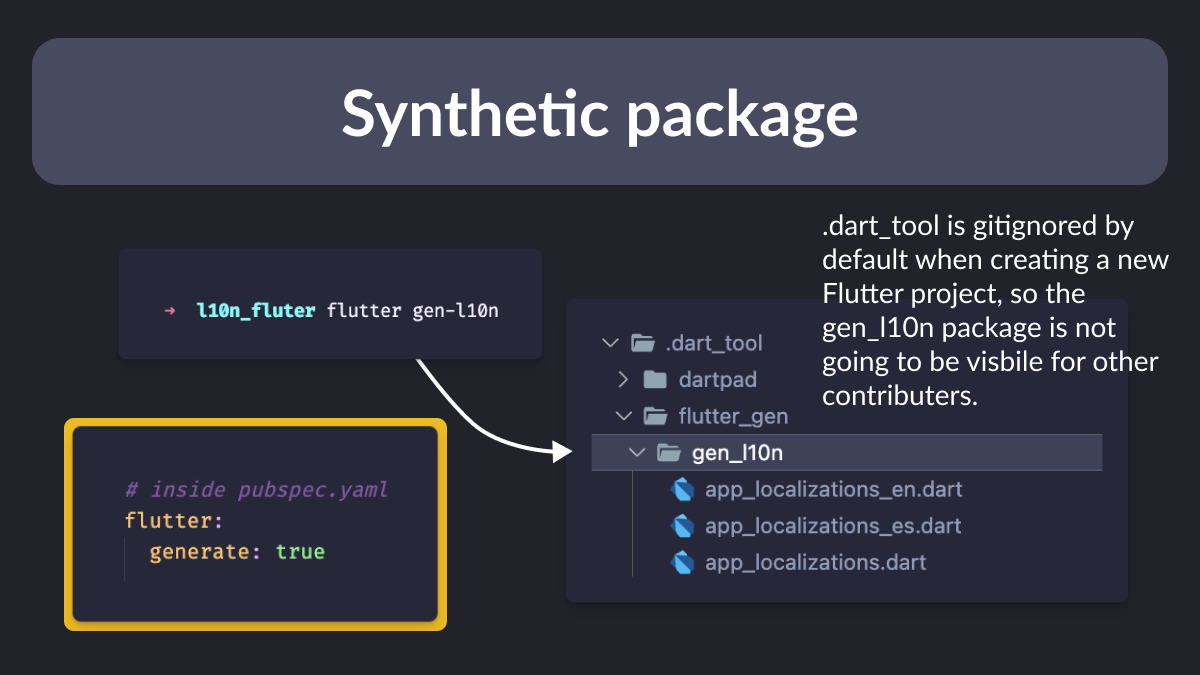 Synthetic package
➜ l10n_fluter flutter gen-l10n
# inside pubspec.yaml
flutter:
generate: true
.dart_tool is gitignored by
default when creating a new
Flutter project, so the
gen_l10n package is not
going to be visbile for other
contributers.
.dart_tool
dartpad
flutter_gen
gen_l10n
app_localizations_en.dart
app_localizations_es.dart
app_localizations.dart